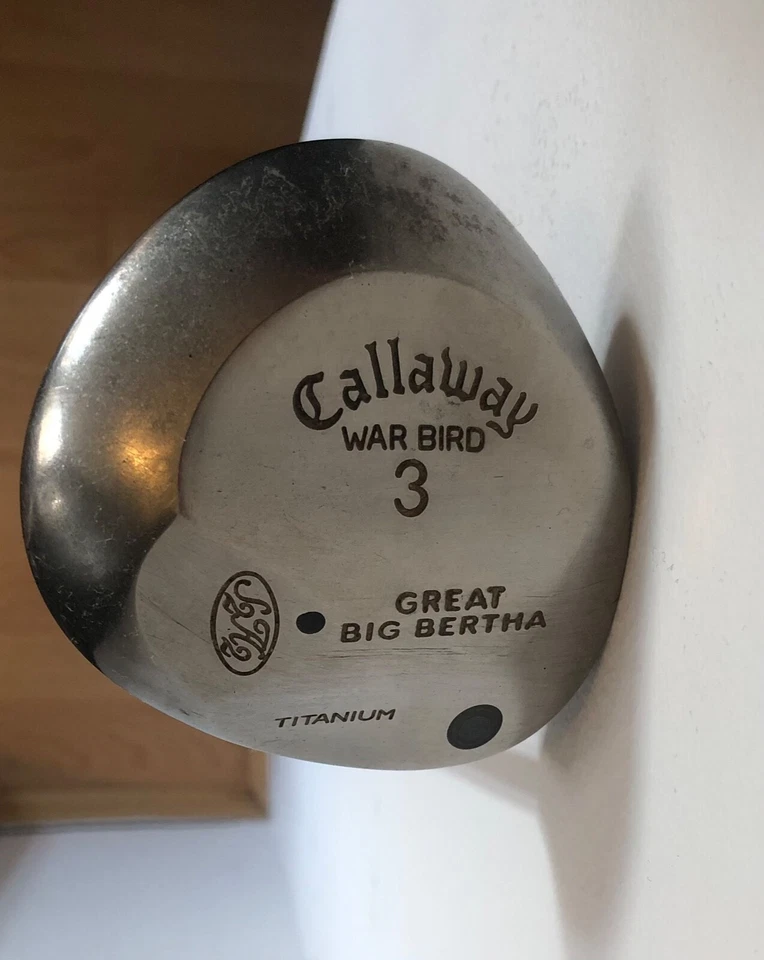 Callaway
WAR BIRD
3
GREAT
BIG BERTHA
TITANIUM